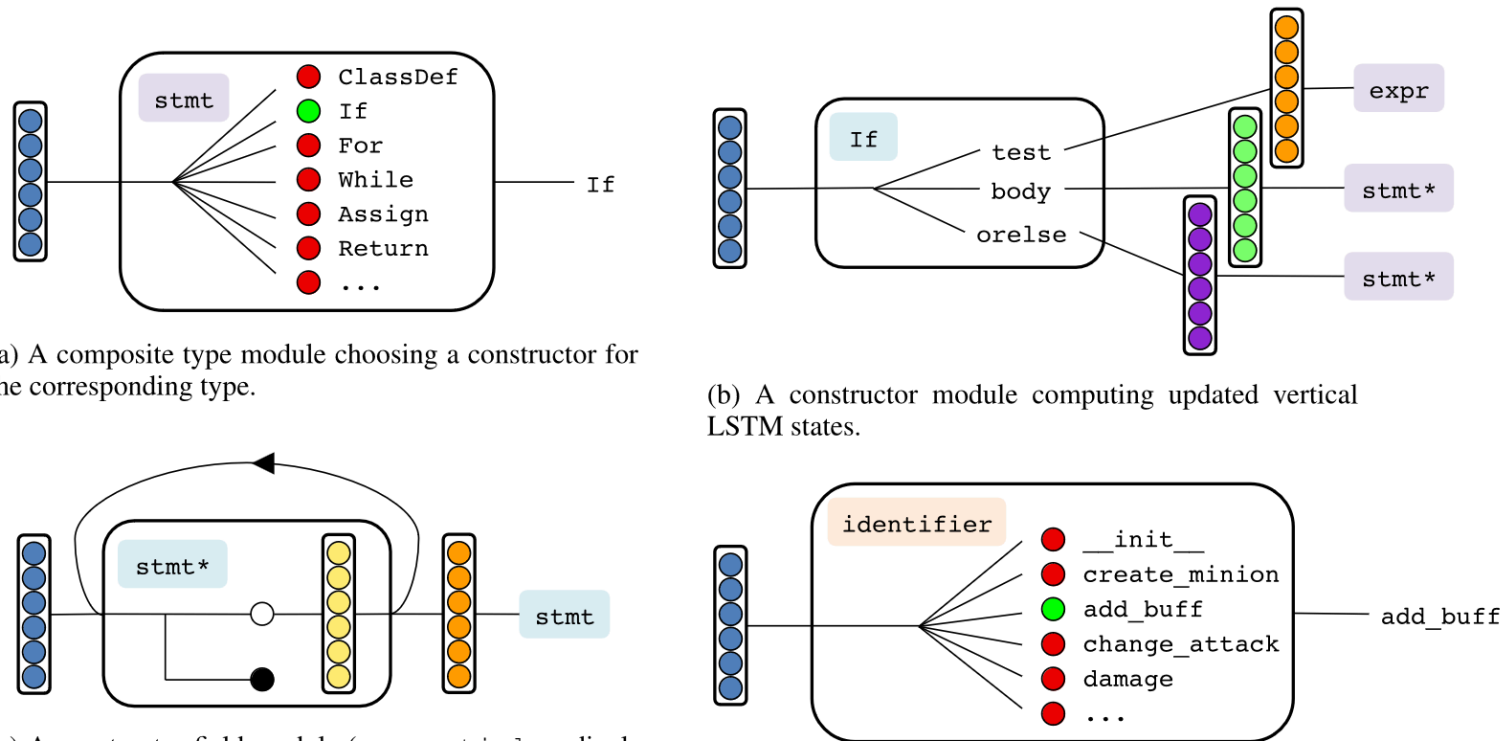 stmt
ClassDef
If
For
While
Assign
Return
...
If
a) A composite type module choosing a constructor for
he corresponding type.
If
test
body
orelse
expr
stmt*
stmt*
(b) A constructor module computing updated vertical
LSTM states.
stmt*
stmt
identifier
__init__
create_minion
add_buff
change_attack
damage
...
add_buff